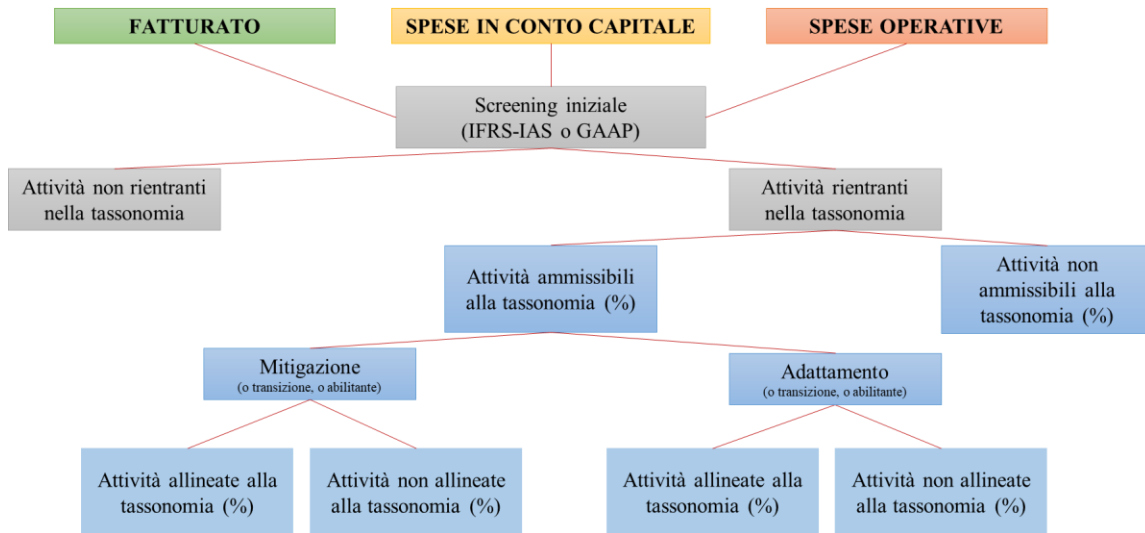 FATTURATO
SPESE IN CONTO CAPITALE
SPESE OPERATIVE
Screening iniziale
(IFRS-IAS o GAAP)
Attività non rientranti
nella tassonomia
Attività rientranti
nella tassonomia
Attività ammissibili
alla tassonomia (%)
Attività non
ammissibili alla
tassonomia (%)
Mitigazione
(o transizione, o abilitante)
Adattamento
(o transizione, o abilitante)
Attività allineate alla
tassonomia (%)
Attività non allineate
alla tassonomia (%)
Attività allineate alla
tassonomia (%)
Attività non allineate
alla tassonomia (%)